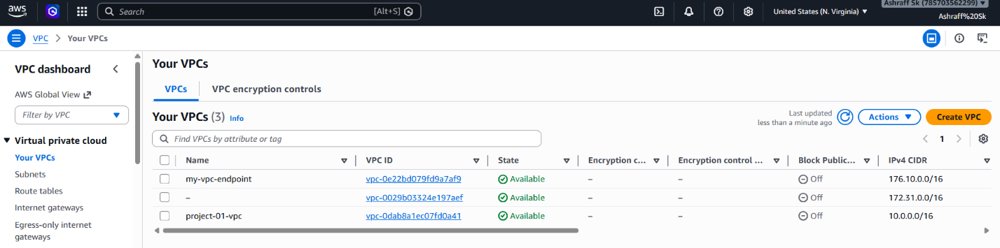 aws
Search
[Alt+S]
United States (N. Virginia)
Ashraff Sk (785703562299)
Ashraff%20Sk
VPC > Your VPCs
VPC dashboard
AWS Global View
Filter by VPC
Virtual private cloud
Your VPCs
Subnets
Route tables
Internet gateways
Egress-only internet
gateways
Your VPCs
VPCs VPC encryption controls
Your VPCs (3) Info
Last updated
less than a minute ago
Actions
Create VPC
Find VPCs by attribute or tag
1
Name VPC ID State Encryption c... Encryption control ... Block Public... IPv4 CIDR
my-vpc-endpoint vpc-0e22bd079fd9a7af9 Available – – Off 176.10.0.0/16
– vpc-0029b03324e197aef Available – – Off 172.31.0.0/16
project-01-vpc vpc-0dab8a1ec07fd0a41 Available – – Off 10.0.0.0/16